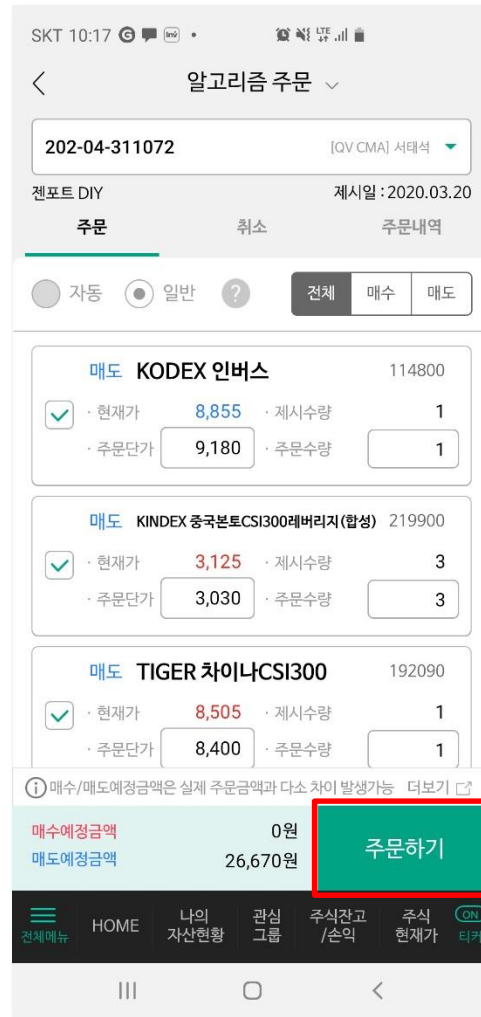 SKT 10:17
알고리즘 주문
202-04-311072 [QV CMA] 서태석
젠포트 DIY 제시일 : 2020.03.20
주문 취소 주문내역
자동 일반 ? 전체 매수 매도
매도 KODEX 인버스 114800
· 현재가 8,855 · 제시수량 1
· 주문단가 9,180 · 주문수량 1
매도 KINDEX 중국본토CSI300레버리지(합성) 219900
· 현재가 3,125 · 제시수량 3
· 주문단가 3,030 · 주문수량 3
매도 TIGER 차이나CSI300 192090
· 현재가 8,505 · 제시수량 1
· 주문단가 8,400 · 주문수량 1
매수/매도예정금액은 실제 주문금액과 다소 차이 발생가능 더보기
매수예정금액 0원
매도예정금액 26,670원
주문하기
전체메뉴
HOME
나의
자산현황
관심
그룹
주식잔고
/손익
주식
현재가
ON
티커